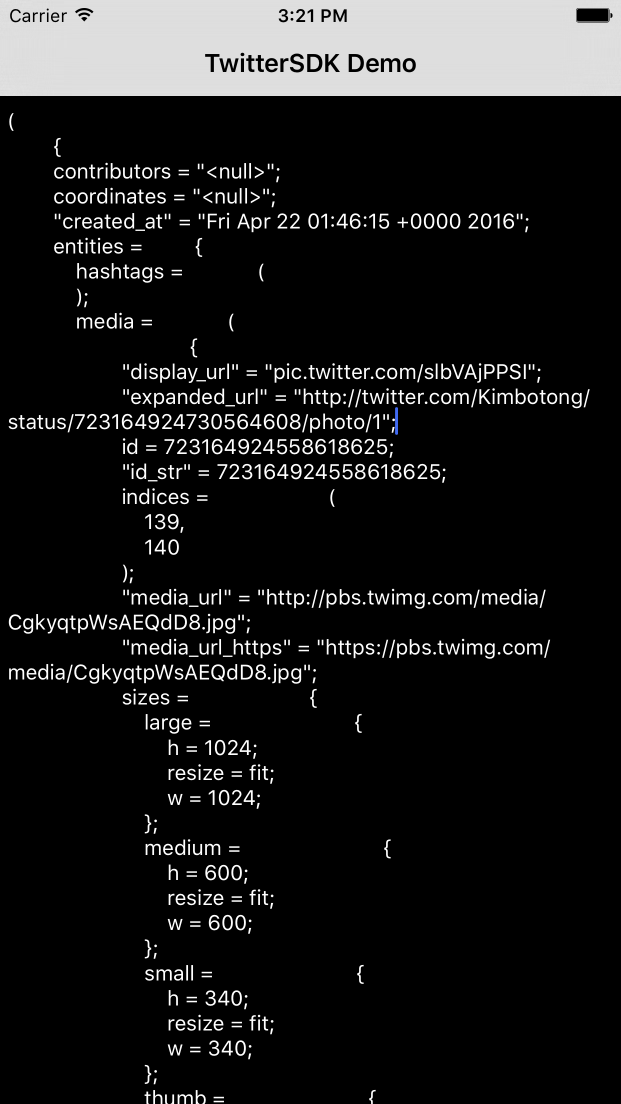 Carrier 3:21 PM
TwitterSDK Demo
(
{
contributors = "<null>";
coordinates = "<null>";
"created_at" = "Fri Apr 22 01:46:15 +0000 2016";
entities = {
hashtags = (
);
media = (
{
"display_url" = "pic.twitter.com/slbVAjPPSI";
"expanded_url" = "http://twitter.com/Kimbotong/
status/723164924730564608/photo/1";
id = 723164924558618625;
"id_str" = 723164924558618625;
indices = (
139,
140
);
"media_url" = "http://pbs.twimg.com/media/
CgkyqtpWsAEQdD8.jpg";
"media_url_https" = "https://pbs.twimg.com/
media/CgkyqtpWsAEQdD8.jpg";
sizes = {
large = {
h = 1024;
resize = fit;
w = 1024;
};
medium = {
h = 600;
resize = fit;
w = 600;
};
small = {
h = 340;
resize = fit;
w = 340;
};
thumb = {